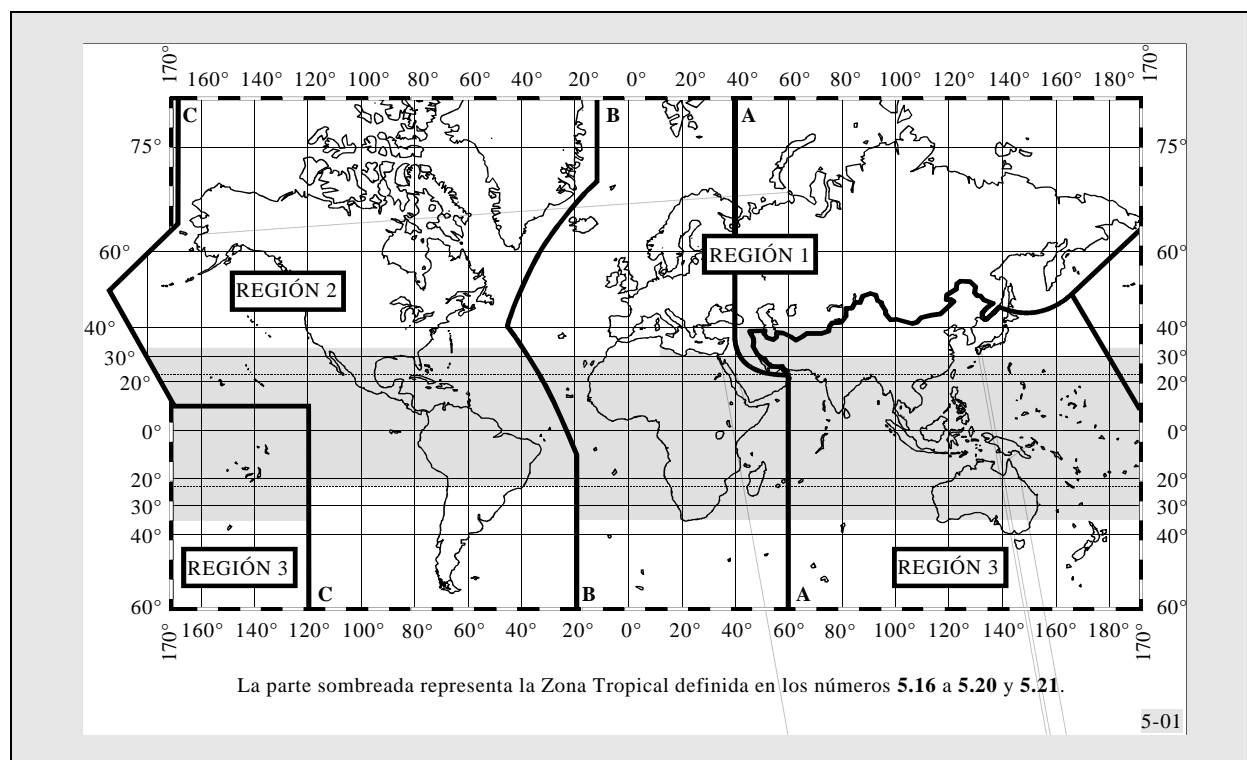 170° 160° 140° 120° 100° 80° 60° 40° 20° 0° 20° 40° 60° 80° 100° 120° 140° 160° 180° 170°
C B A
75° 75°
60° 60°
REGIÓN 1
REGIÓN 2
40° 40°
30° 30°
20° 20°
0° 0°
20° 20°
30° 30°
40° 40°
REGIÓN 3 REGIÓN 3
C B A
60° 60°
170° 160° 140° 120° 100° 80° 60° 40° 20° 0° 20° 40° 60° 80° 100° 120° 140° 160° 180° 170°
La parte sombreada representa la Zona Tropical definida en los números 5.16 a 5.20 y 5.21.
5-01